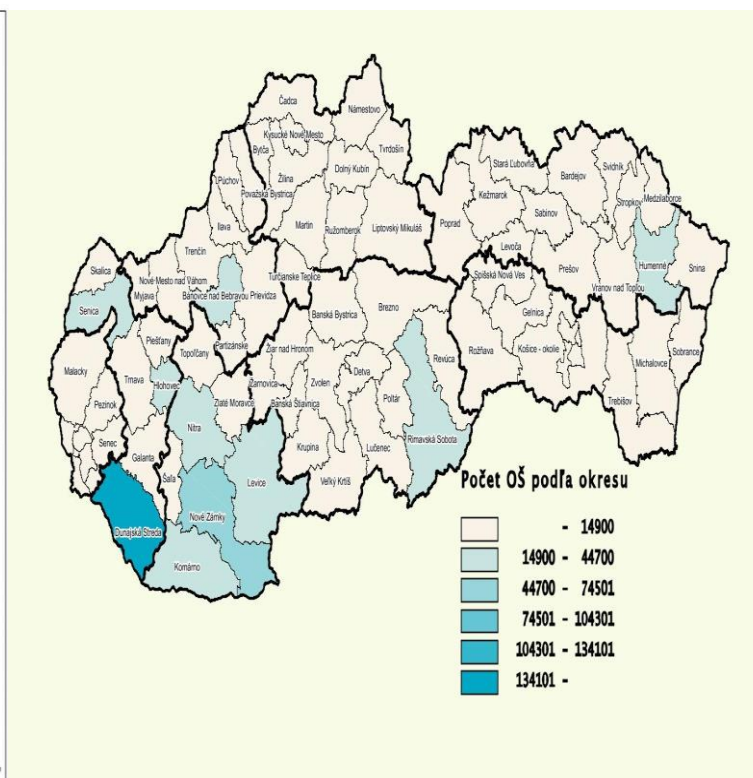 Čadca
Námestovo
Kysucké Nové Mesto
Bytča
Tvrdošín
Žilina
Dolný Kubín
Púchov
Považská Bystrica
Stará Ľubovňa
Bardejov
Svidník
Stropkov
Medzilaborce
Kežmarok
Sabinov
Poprad
Ilava
Martin
Ružomberok
Liptovský Mikuláš
Levoča
Prešov
Humenné
Snina
Trenčín
Turčianske Teplice
Skalica
Nové Mesto nad Váhom
Myjava
Bánovce nad Bebravou
Prievidza
Spišská Nová Ves
Vranov nad Topľou
Senica
Banská Bystrica
Brezno
Gelnica
Piešťany
Partizánske
Topoľčany
Žiar nad Hronom
Revúca
Rožňava
Košice - okolie
Michalovce
Sobrance
Malacky
Trnava
Hlohovec
Zlaté Moravce
Žarnovica
Banská Štiavnica
Zvolen
Detva
Poltár
Trebišov
Pezinok
Nitra
Krupina
Lučenec
Rimavská Sobota
Senec
Galanta
Šaľa
Levice
Veľký Krtíš
Dunajská Streda
Nové Zámky
Komárno
Počet OŠ podľa okresu
- 14900
14900 - 44700
44700 - 74501
74501 - 104301
104301 - 134101
134101 -